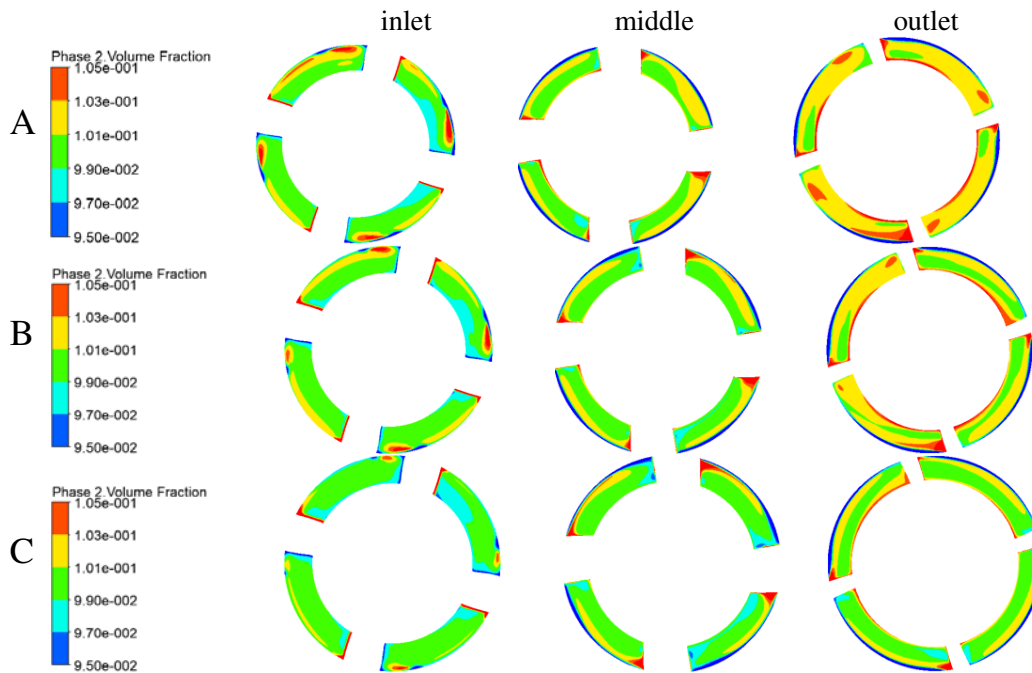 inlet middle outlet
A
Phase 2.Volume Fraction
1.05e-001
1.03e-001
1.01e-001
9.90e-002
9.70e-002
9.50e-002
B
Phase 2.Volume Fraction
1.05e-001
1.03e-001
1.01e-001
9.90e-002
9.70e-002
9.50e-002
C
Phase 2.Volume Fraction
1.05e-001
1.03e-001
1.01e-001
9.90e-002
9.70e-002
9.50e-002